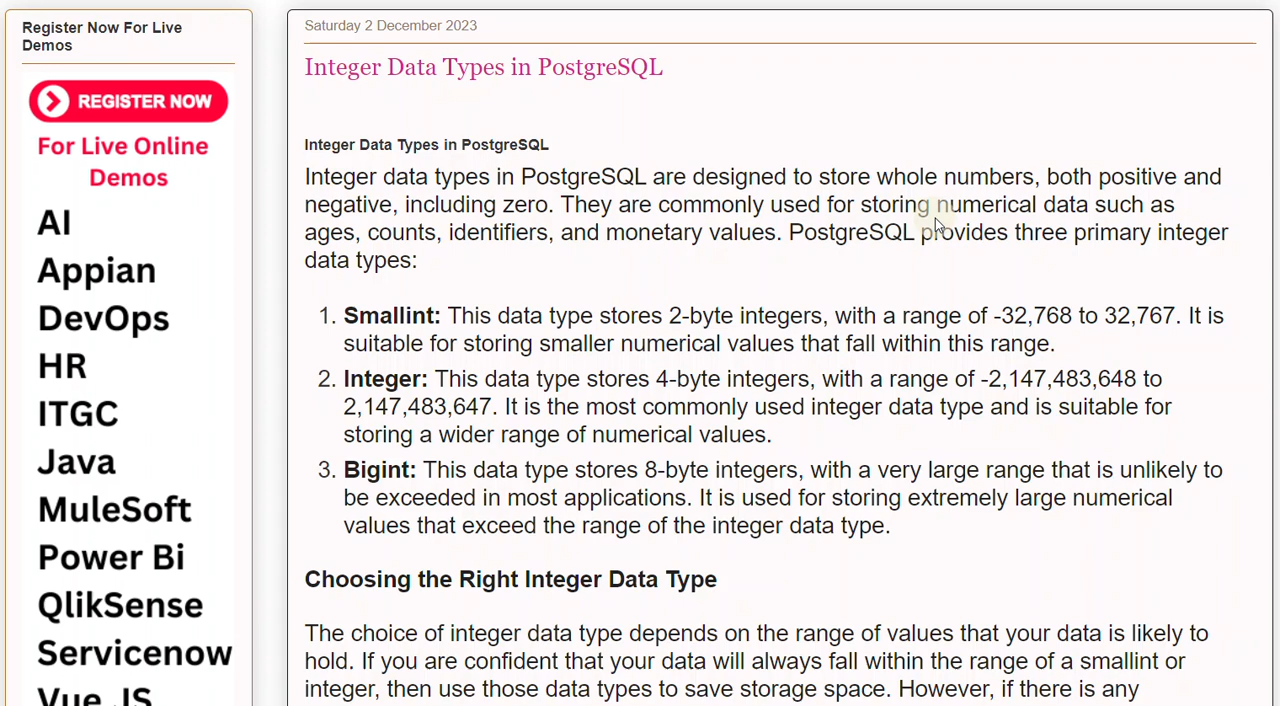 Register Now For Live
Demos
REGISTER NOW
For Live Online
Demos
AI
Appian
DevOps
HR
ITGC
Java
MuleSoft
Power Bi
QlikSense
Servicenow
Vue JS
Saturday 2 December 2023
Integer Data Types in PostgreSQL
Integer Data Types in PostgreSQL
Integer data types in PostgreSQL are designed to store whole numbers, both positive and
negative, including zero. They are commonly used for storing numerical data such as
ages, counts, identifiers, and monetary values. PostgreSQL provides three primary integer
data types:
1. Smallint: This data type stores 2-byte integers, with a range of -32,768 to 32,767. It is
suitable for storing smaller numerical values that fall within this range.
2. Integer: This data type stores 4-byte integers, with a range of -2,147,483,648 to
2,147,483,647. It is the most commonly used integer data type and is suitable for
storing a wider range of numerical values.
3. Bigint: This data type stores 8-byte integers, with a very large range that is unlikely to
be exceeded in most applications. It is used for storing extremely large numerical
values that exceed the range of the integer data type.
Choosing the Right Integer Data Type
The choice of integer data type depends on the range of values that your data is likely to
hold. If you are confident that your data will always fall within the range of a smallint or
integer, then use those data types to save storage space. However, if there is any